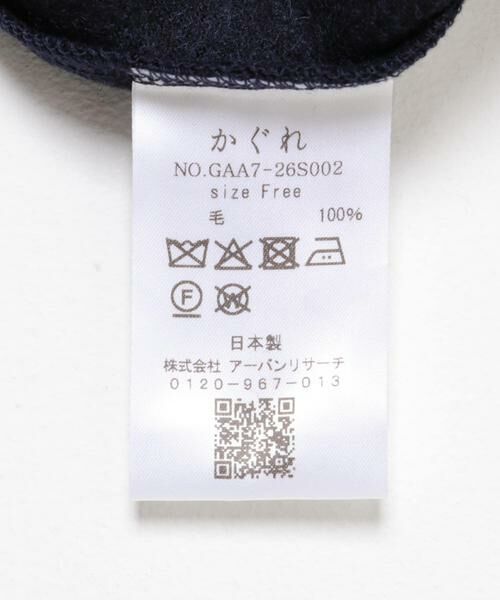 かぐれ
NO.GAA7-26S002
size Free
毛 100%
F W
日本製
株式会社 アーバンリサーチ
0120-967-013